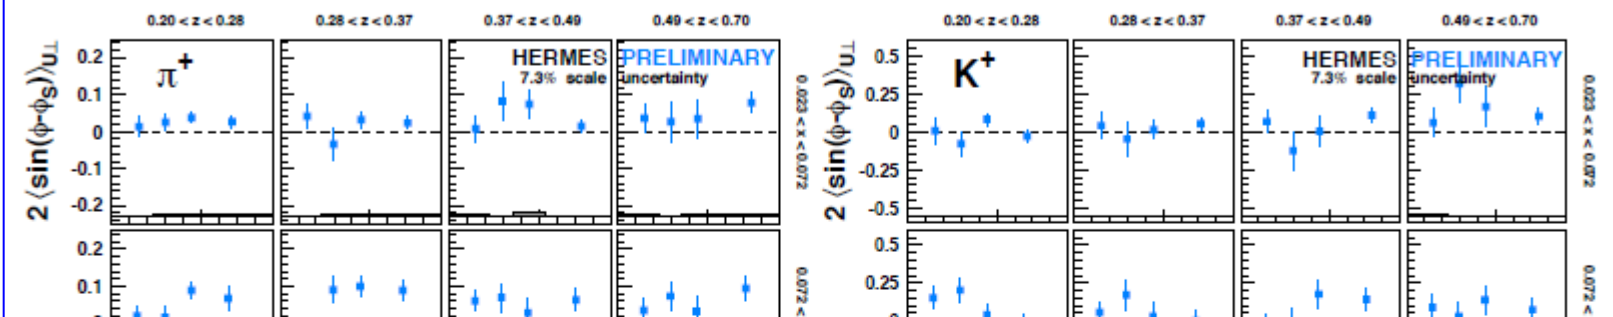 0.20 < z < 0.28 0.28 < z < 0.37 0.37 < z < 0.49 0.49 < z < 0.70
2 ⟨sin(ϕ-ϕS)⟩U⊥
0.2
0.1
0
-0.1
-0.2
π+
HERMES PRELIMINARY
7.3% scale uncertainty
0.023 < x < 0.072
0.2
0.1
0.072 <
0.20 < z < 0.28 0.28 < z < 0.37 0.37 < z < 0.49 0.49 < z < 0.70
2 ⟨sin(ϕ-ϕS)⟩U⊥
0.5
0.25
0
-0.25
-0.5
K+
HERMES PRELIMINARY
7.3% scale uncertainty
0.023 < x < 0.072
0.5
0.25
0.072 <